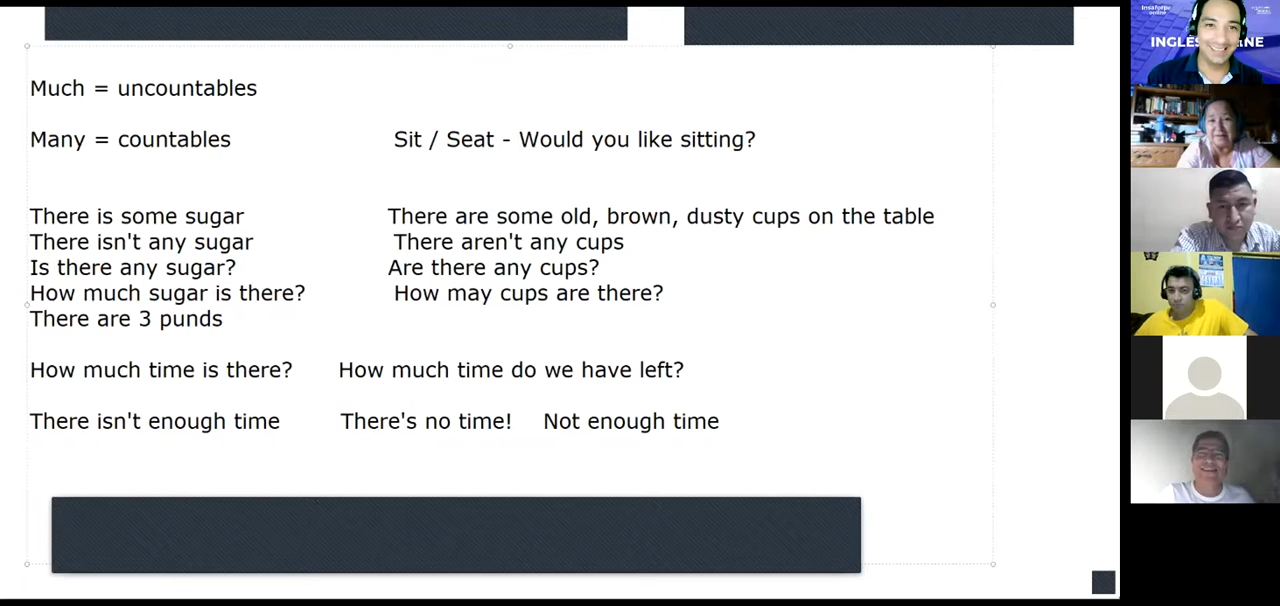 Much = uncountables
Many = countables
Sit / Seat - Would you like sitting?
There is some sugar
There are some old, brown, dusty cups on the table
There isn't any sugar
There aren't any cups
Is there any sugar?
Are there any cups?
How much sugar is there?
How may cups are there?
There are 3 punds
How much time is there?
How much time do we have left?
There isn't enough time
There's no time!
Not enough time
Insaforp
online
INGLÉS
NE